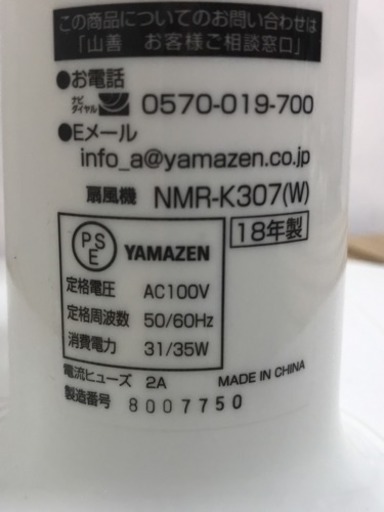 この商品についてのお問い合わせは
「山善 お客様ご相談窓口」
●お電話
ナビダイヤル 0570-019-700
●Eメール
info_a@yamazen.co.jp
扇風機 NMR-K307(W)
18年製
PSE YAMAZEN
定格電圧 AC100V
定格周波数 50/60Hz
消費電力 31/35W
電流ヒューズ 2A MADE IN CHINA
製造番号 8007750